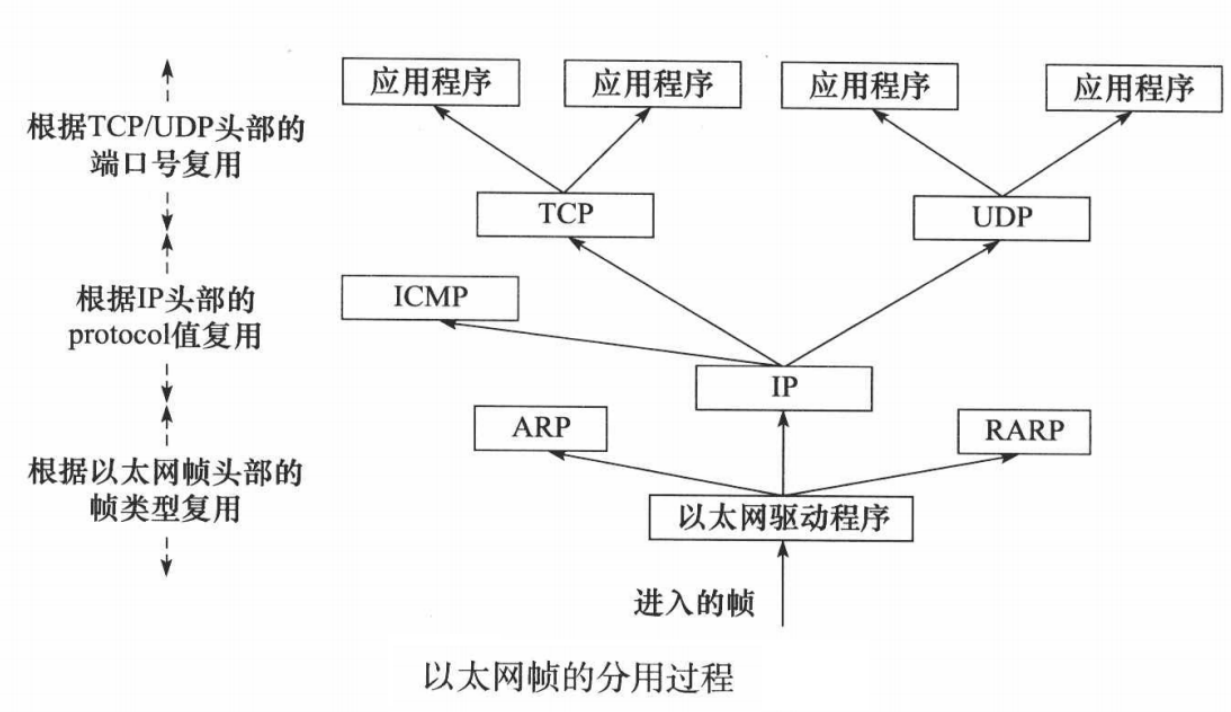 应用程序
应用程序
应用程序
应用程序
根据TCP/UDP头部的
端口号复用
TCP
UDP
根据IP头部的
protocol值复用
ICMP
IP
ARP
RARP
根据以太网帧头部的
帧类型复用
以太网驱动程序
进入的帧
以太网帧的分用过程